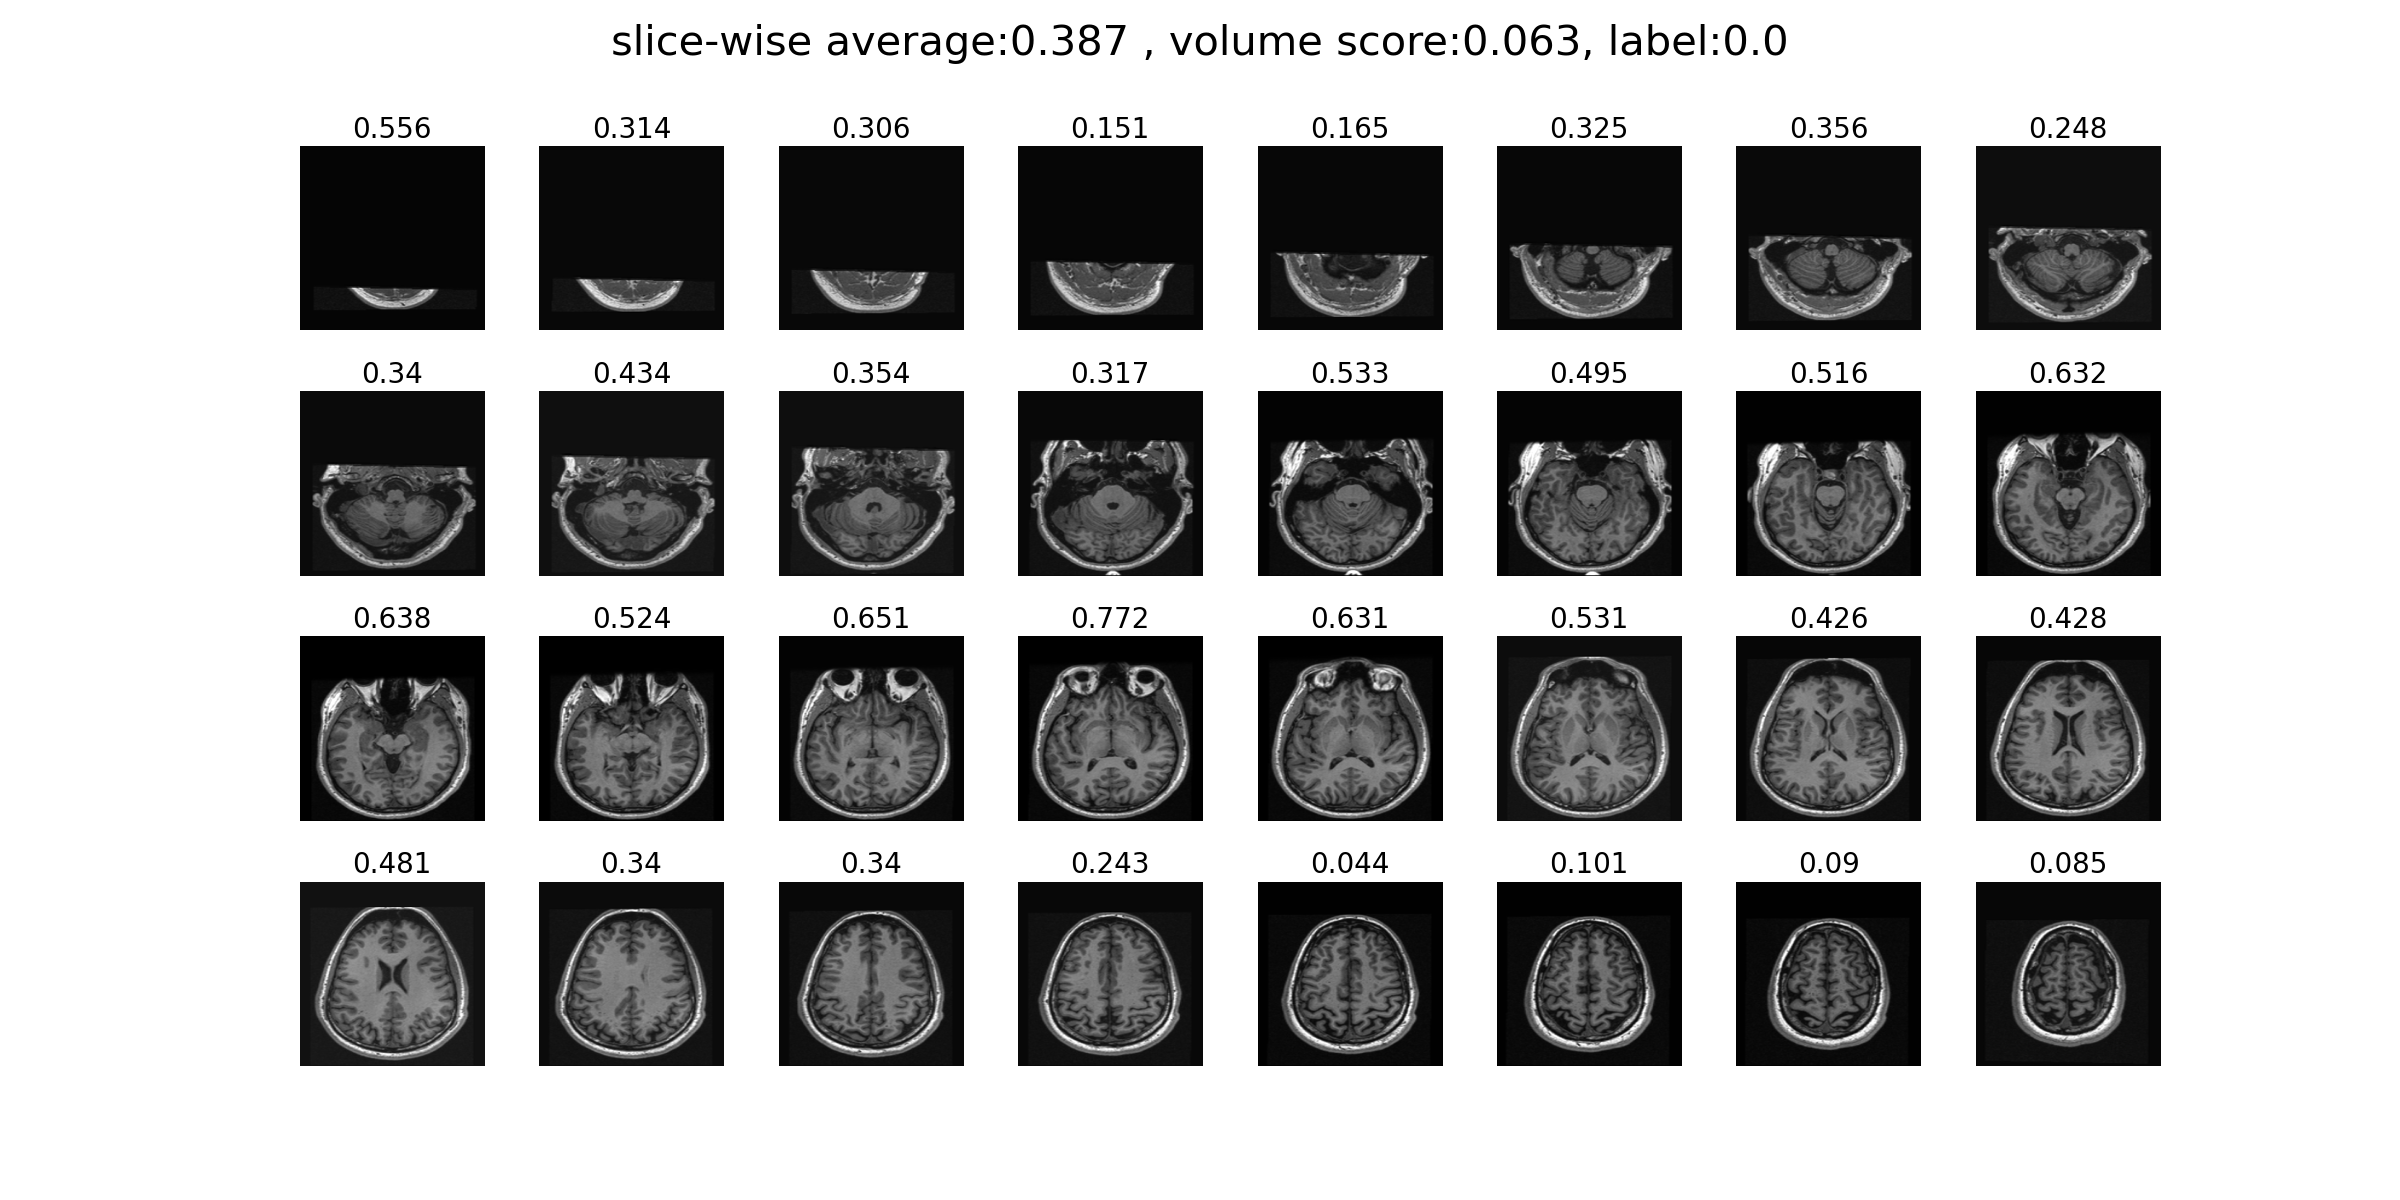 slice-wise average:0.387 , volume score:0.063, label:0.0
0.556 0.314 0.306 0.151 0.165 0.325 0.356 0.248
0.34 0.434 0.354 0.317 0.533 0.495 0.516 0.632
0.638 0.524 0.651 0.772 0.631 0.531 0.426 0.428
0.481 0.34 0.34 0.243 0.044 0.101 0.09 0.085